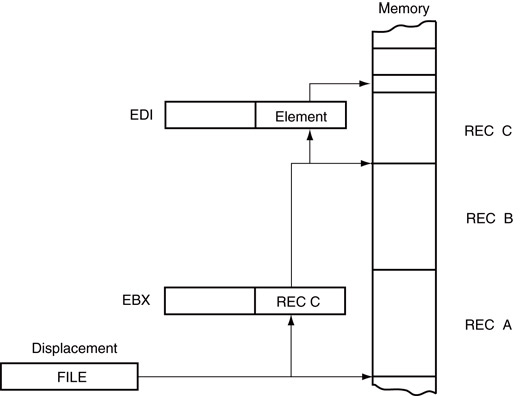 Memory
EDI
Element
REC C
REC B
EBX
REC C
REC A
Displacement
FILE